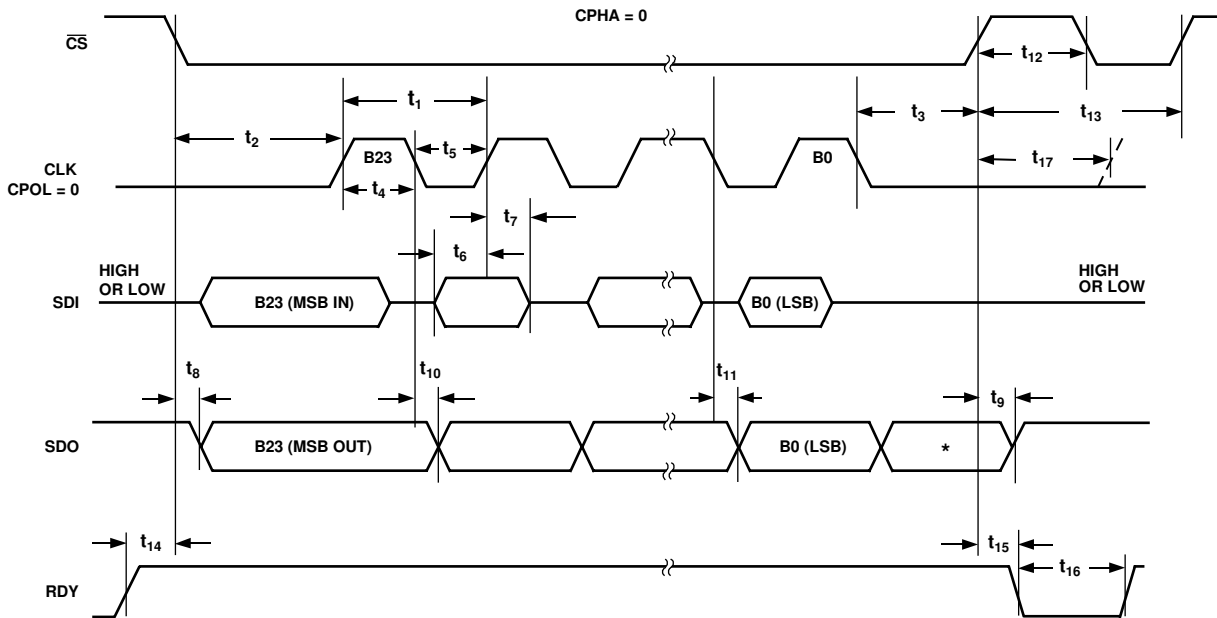 CPHA = 0
CS
t12
t1
t3
t13
t2
B23
t5
B0
CLK
CPOL = 0
t4
t17
t7
t6
HIGH
OR LOW
HIGH
OR LOW
SDI
B23 (MSB IN)
B0 (LSB)
t8
t10
t11
t9
SDO
B23 (MSB OUT)
B0 (LSB)
*
t14
t15
t16
RDY